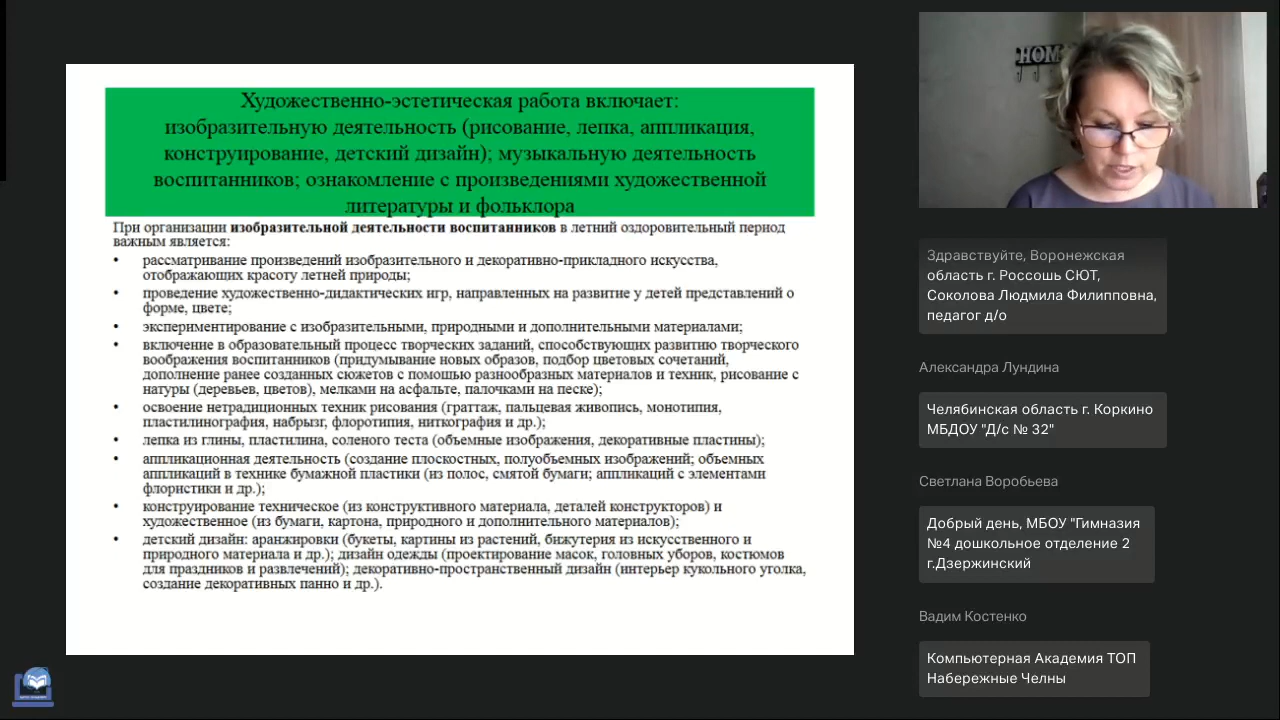 Художественно-эстетическая работа включает:
изобразительную деятельность (рисование, лепка, аппликация,
конструирование, детский дизайн); музыкальную деятельность
воспитанников; ознакомление с произведениями художественной
литературы и фольклора
При организации изобразительной деятельности воспитанников в летний оздоровительный период
важным является:
• рассматривание произведений изобразительного и декоративно-прикладного искусства,
отображающих красоту летней природы;
• проведение художественно-дидактических игр, направленных на развитие у детей представлений о
форме, цвете;
• экспериментирование с изобразительными, природными и дополнительными материалами;
• включение в образовательный процесс творческих заданий, способствующих развитию творческого
воображения воспитанников (придумывание новых образов, подбор цветовых сочетаний,
дополнение ранее созданных сюжетов с помощью разнообразных материалов и техник, рисование с
натуры (деревьев, цветов), мелками на асфальте, палочками на песке);
• освоение нетрадиционных техник рисования (граттаж, пальцевая живопись, монотипия,
пластилинография, набрызг, флоротипия, ниткография и др.);
• лепка из глины, пластилина, соленого теста (объемные изображения, декоративные пластины);
• аппликационная деятельность (создание плоскостных, полуобъемных изображений; объемных
аппликаций в технике бумажной пластики (из полос, смятой бумаги; аппликаций с элементами
флористики и др.);
• конструирование техническое (из конструктивного материала, деталей конструкторов) и
художественное (из бумаги, картона, природного и дополнительного материалов);
• детский дизайн: аранжировки (букеты, картины из растений, бижутерия из искусственного и
природного материала и др.); дизайн одежды (проектирование масок, головных уборов, костюмов
для праздников и развлечений); декоративно-пространственный дизайн (интерьер кукольного уголка,
создание декоративных панно и др.).
HOM
Здравствуйте, Воронежская
область г. Россошь СЮТ,
Соколова Людмила Филипповна,
педагог д/о
Александра Лундина
Челябинская область г. Коркино
МБДОУ "Д/с № 32"
Светлана Воробьева
Добрый день, МБОУ "Гимназия
№4 дошкольное отделение 2
г.Дзержинский
Вадим Костенко
Компьютерная Академия ТОП
Набережные Челны